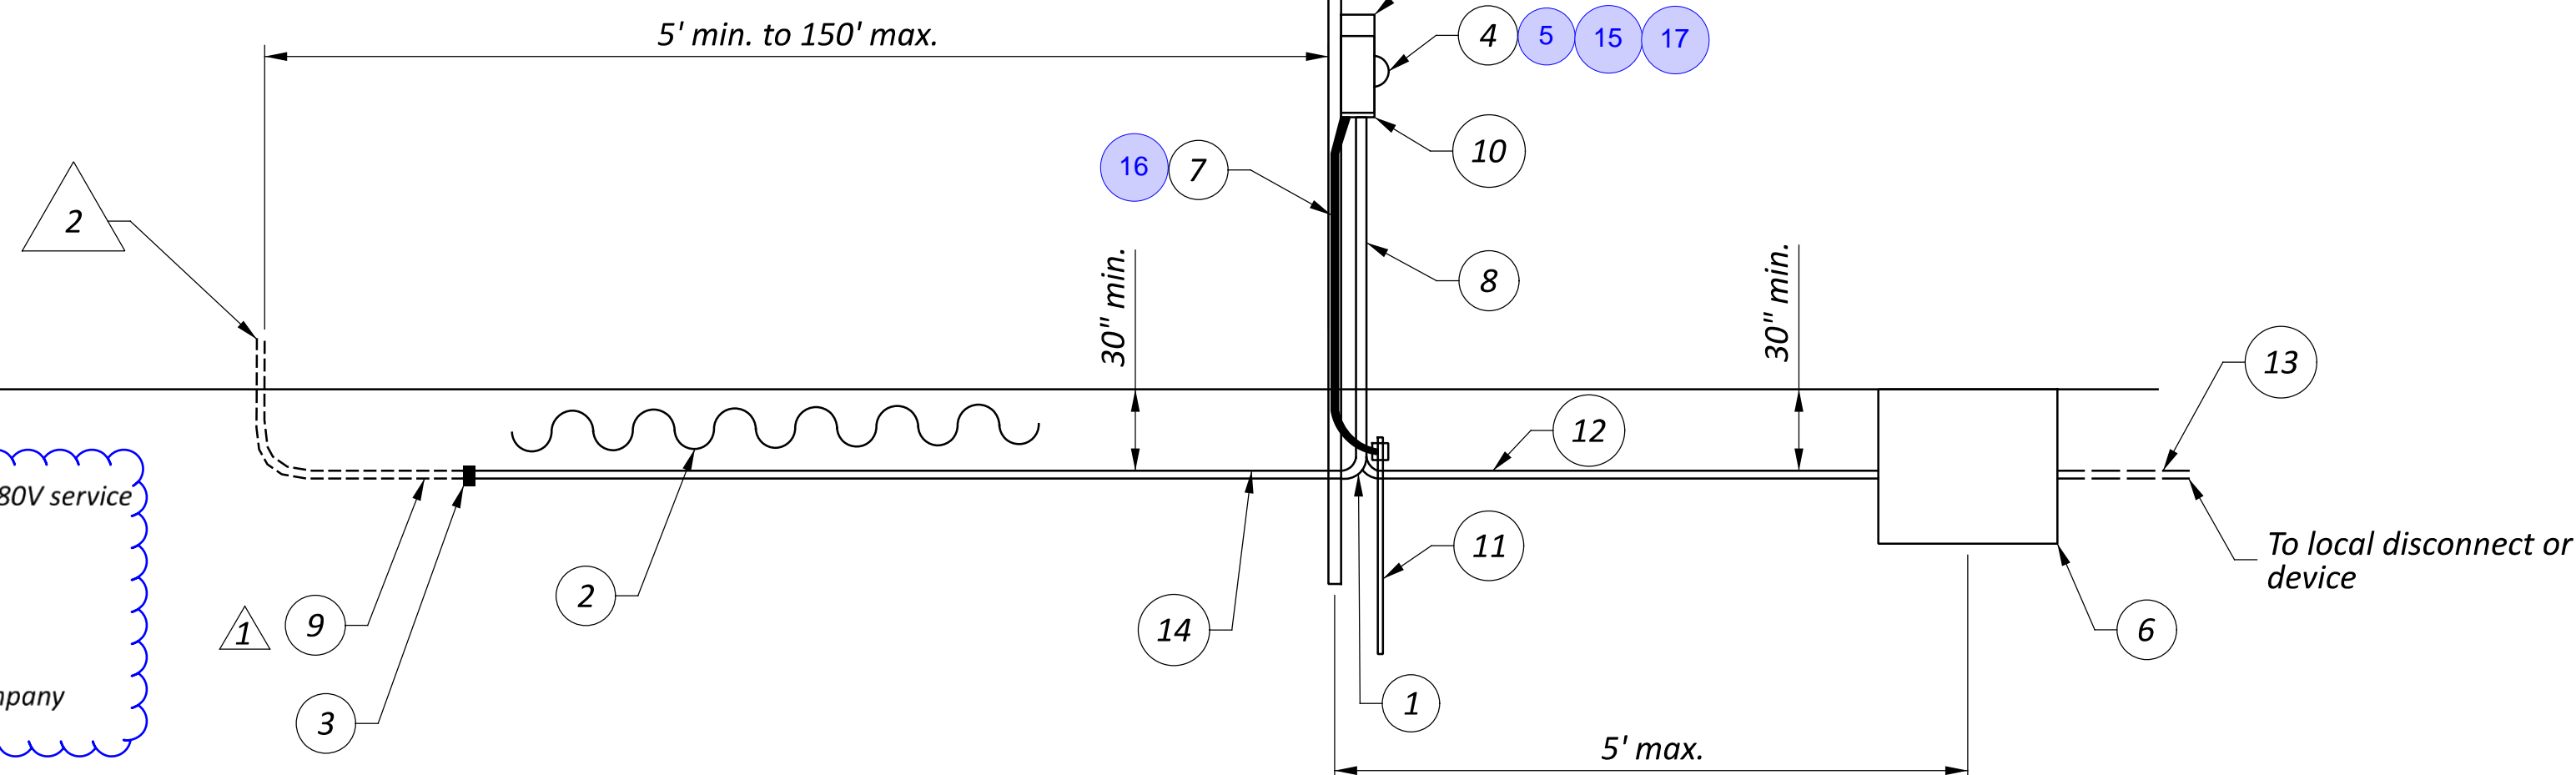 5' min. to 150' max.
4
5
15
17
10
16
7
2
8
30" min.
30" min.
13
12
80V service
To local disconnect or
device
11
2
14
1
9
6
3
1
mpany
5' max.